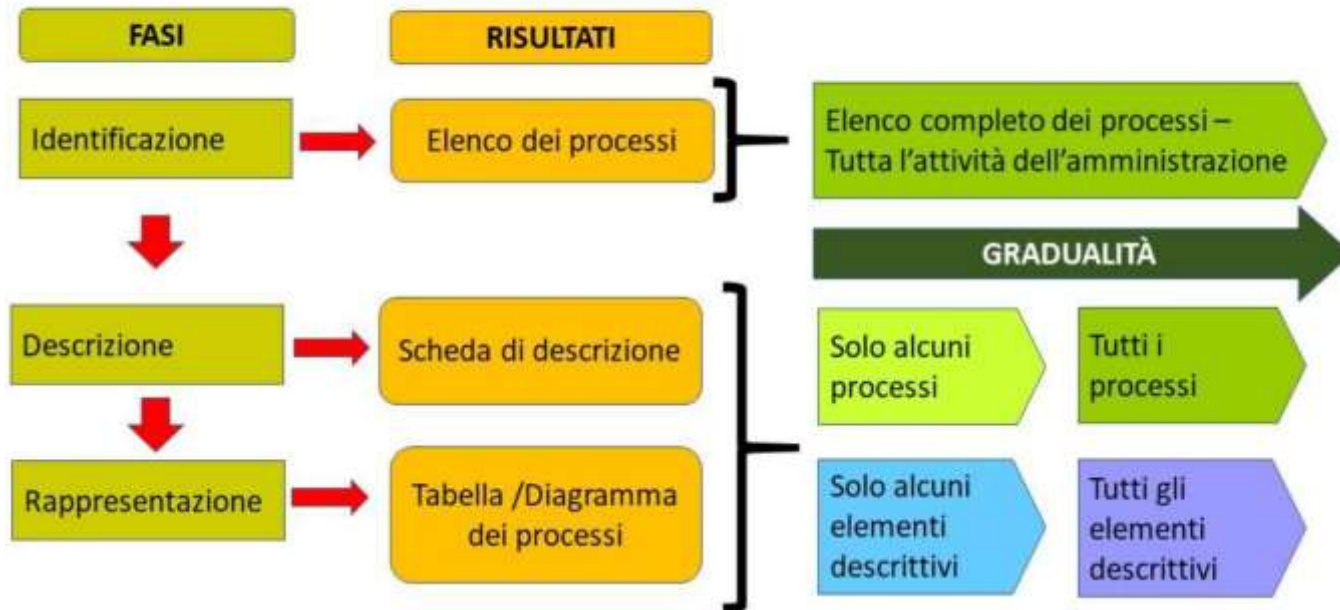 FASI
RISULTATI
Identificazione
Elenco dei processi
Elenco completo dei processi –
Tutta l'attività dell'amministrazione
GRADUALITÀ
Descrizione
Scheda di descrizione
Solo alcuni
processi
Tutti i
processi
Rappresentazione
Tabella /Diagramma
dei processi
Solo alcuni
elementi
descrittivi
Tutti gli
elementi
descrittivi